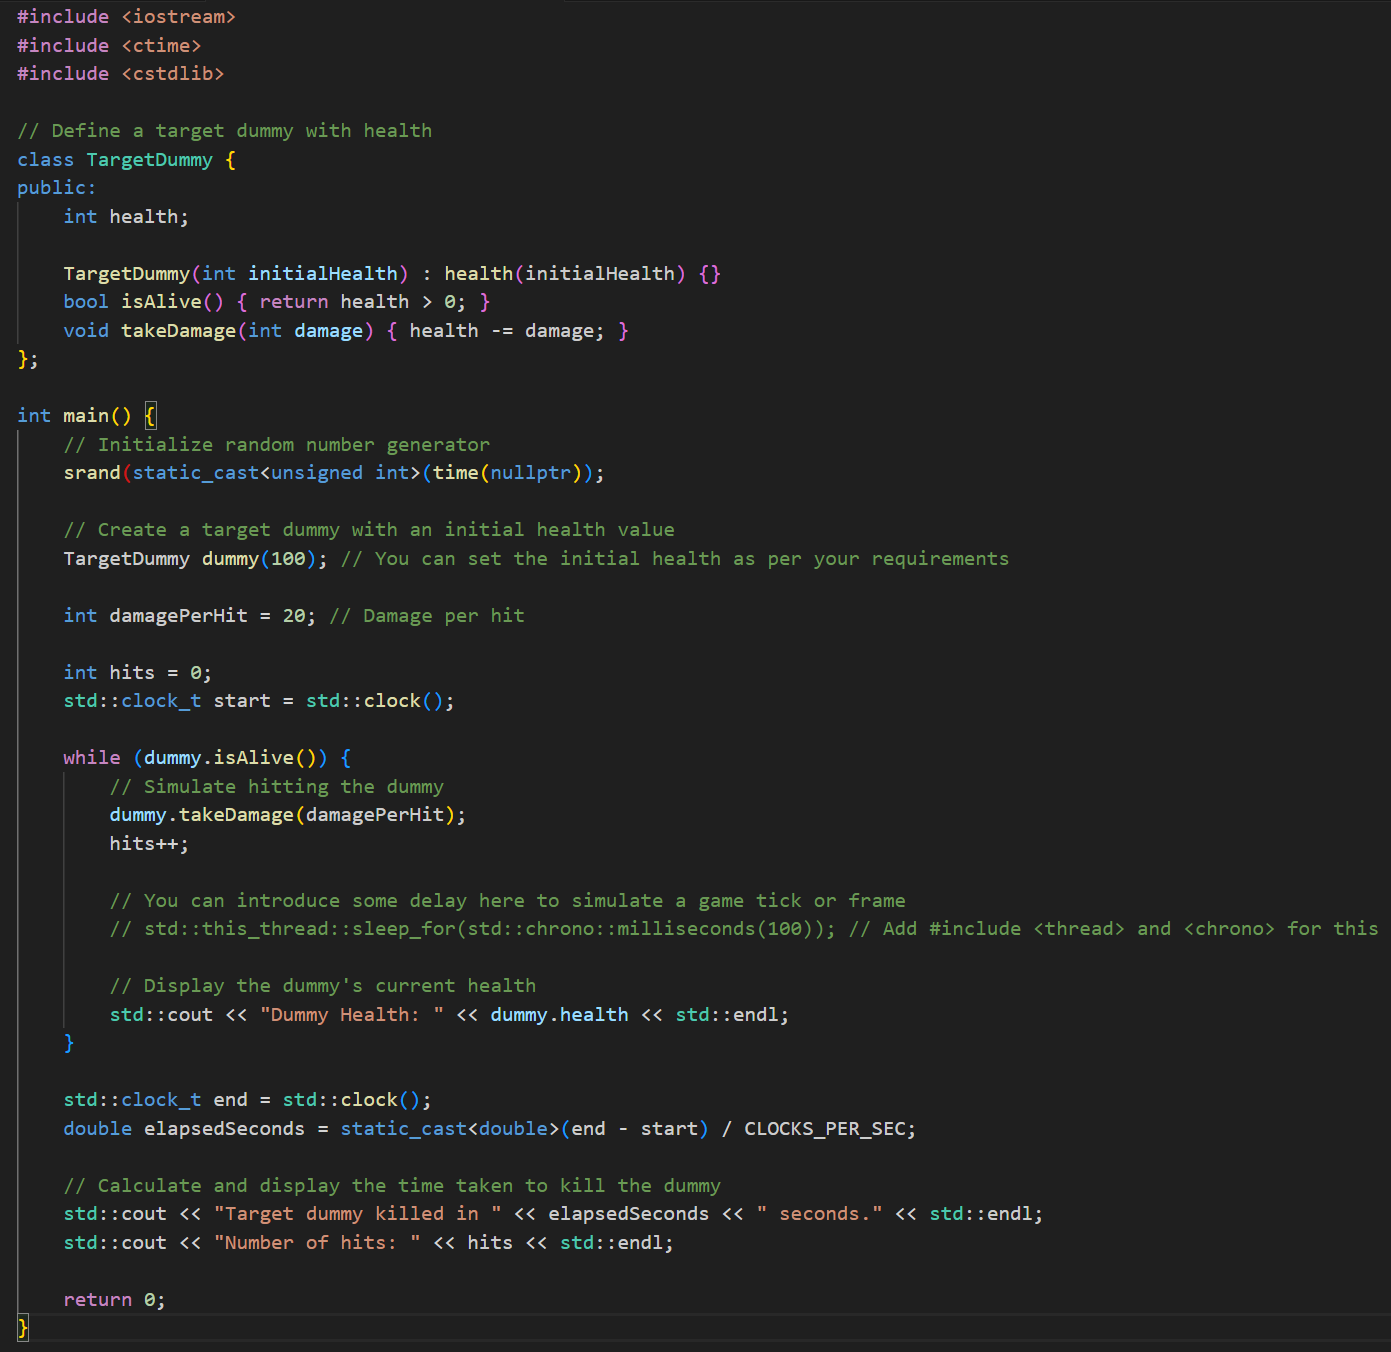 #include <iostream>
#include <ctime>
#include <cstdlib>

// Define a target dummy with health
class TargetDummy {
public:
    int health;

    TargetDummy(int initialHealth) : health(initialHealth) {}
    bool isAlive() { return health > 0; }
    void takeDamage(int damage) { health -= damage; }
};

int main() {
    // Initialize random number generator
    srand(static_cast<unsigned int>(time(nullptr));

    // Create a target dummy with an initial health value
    TargetDummy dummy(100); // You can set the initial health as per your requirements

    int damagePerHit = 20; // Damage per hit

    int hits = 0;
    std::clock_t start = std::clock();

    while (dummy.isAlive()) {
        // Simulate hitting the dummy
        dummy.takeDamage(damagePerHit);
        hits++;

        // You can introduce some delay here to simulate a game tick or frame
        // std::this_thread::sleep_for(std::chrono::milliseconds(100)); // Add #include <thread> and <chrono> for this

        // Display the dummy's current health
        std::cout << "Dummy Health: " << dummy.health << std::endl;
    }

    std::clock_t end = std::clock();
    double elapsedSeconds = static_cast<double>(end - start) / CLOCKS_PER_SEC;

    // Calculate and display the time taken to kill the dummy
    std::cout << "Target dummy killed in " << elapsedSeconds << " seconds." << std::endl;
    std::cout << "Number of hits: " << hits << std::endl;

    return 0;
}